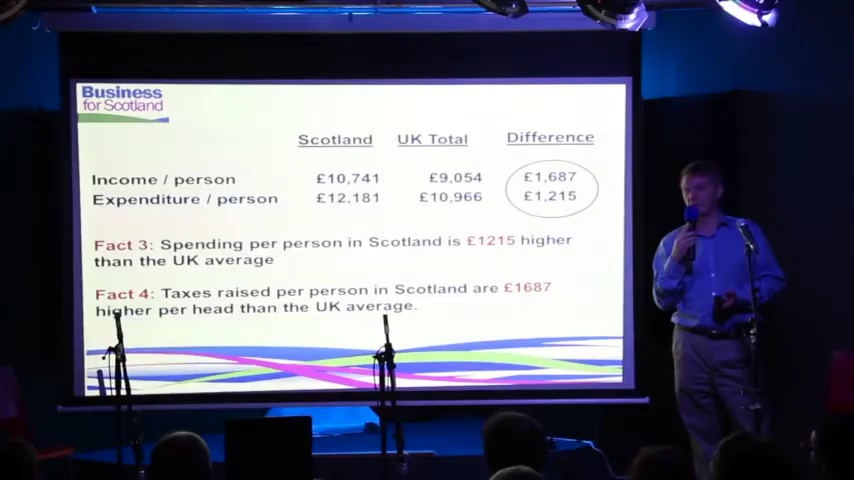 Business
for Scotland
Scotland UK Total Difference
Income / person £10,741 £9,054 £1,687
Expenditure / person £12,181 £10,966 £1,215
Fact 3: Spending per person in Scotland is £1215 higher
than the UK average
Fact 4: Taxes raised per person in Scotland are £1687
higher per head than the UK average.